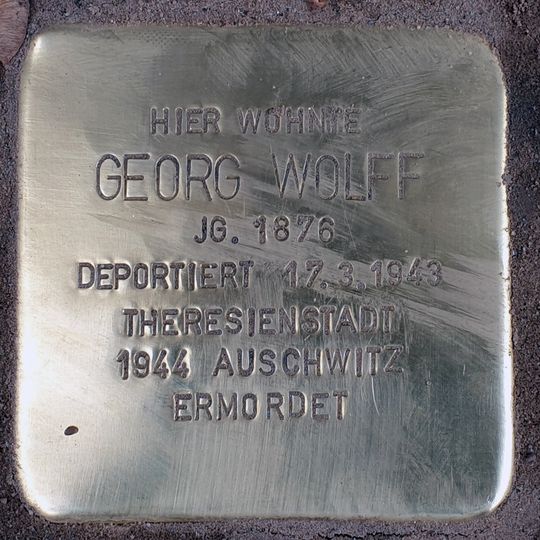 HIER WOHNTE
GEORG WOLFF
JG. 1876
DEPORTIERT 17.3.1943
THERESIENSTADT
1944 AUSCHWITZ
ERMORDET